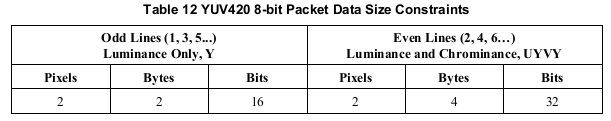 Table 12 YUV420 8-bit Packet Data Size Constraints
Odd Lines (1, 3, 5...) Even Lines (2, 4, 6…)
Luminance Only, Y Luminance and Chrominance, UYVY
Pixels Bytes Bits Pixels Bytes Bits
2 2 16 2 4 32